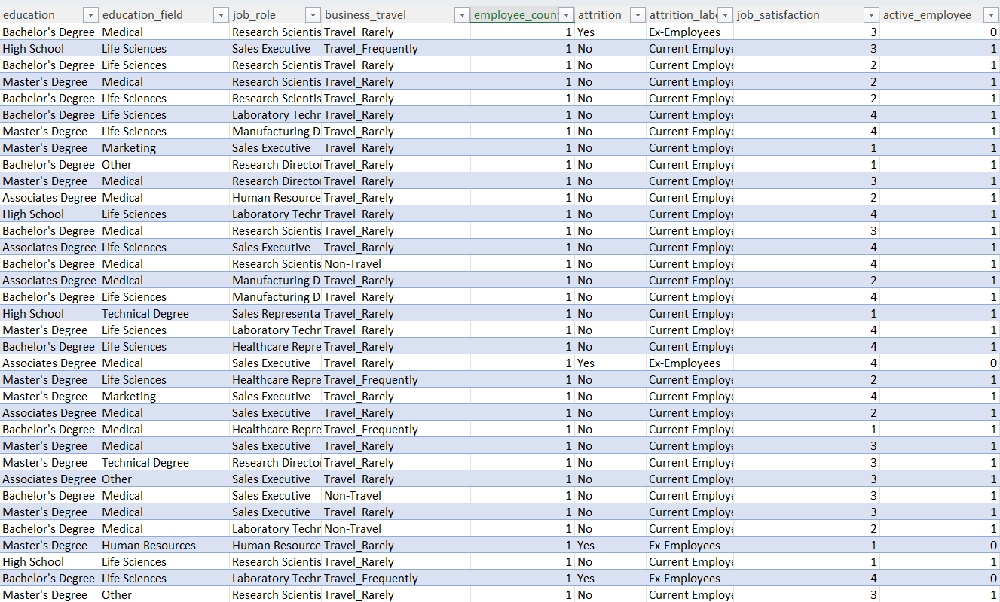 education education_field job_role business_travel employee_count attrition attrition_labe job_satisfaction active_employee
Bachelor's Degree Medical Research Scientis Travel_Rarely 1 Yes Ex-Employees 3 0
High School Life Sciences Sales Executive Travel_Frequently 1 No Current Employe 3 1
Bachelor's Degree Life Sciences Research Scientis Travel_Rarely 1 No Current Employe 2 1
Master's Degree Medical Research Scientis Travel_Rarely 1 No Current Employe 2 1
Bachelor's Degree Life Sciences Research Scientis Travel_Rarely 1 No Current Employe 2 1
Bachelor's Degree Life Sciences Laboratory Techr Travel_Rarely 1 No Current Employe 4 1
Master's Degree Life Sciences Manufacturing D Travel_Rarely 1 No Current Employe 4 1
Master's Degree Marketing Sales Executive Travel_Rarely 1 No Current Employe 1 1
Bachelor's Degree Other Research Directo Travel_Rarely 1 No Current Employe 1 1
Master's Degree Medical Research Directo Travel_Rarely 1 No Current Employe 3 1
Associates Degree Medical Human Resource Travel_Rarely 1 No Current Employe 2 1
High School Life Sciences Laboratory Techr Travel_Rarely 1 No Current Employe 4 1
Bachelor's Degree Medical Research Scientis Travel_Rarely 1 No Current Employe 3 1
Associates Degree Life Sciences Sales Executive Travel_Rarely 1 No Current Employe 4 1
Bachelor's Degree Medical Research Scientis Non-Travel 1 No Current Employe 4 1
Associates Degree Medical Manufacturing D Travel_Rarely 1 No Current Employe 2 1
Bachelor's Degree Life Sciences Manufacturing D Travel_Rarely 1 No Current Employe 4 1
High School Technical Degree Sales Representa Travel_Rarely 1 No Current Employe 1 1
Master's Degree Life Sciences Laboratory Techr Travel_Rarely 1 No Current Employe 4 1
Bachelor's Degree Life Sciences Healthcare Repre Travel_Rarely 1 No Current Employe 4 1
Associates Degree Medical Sales Executive Travel_Rarely 1 Yes Ex-Employees 4 0
Master's Degree Life Sciences Healthcare Repre Travel_Frequently 1 No Current Employe 2 1
Master's Degree Marketing Sales Executive Travel_Rarely 1 No Current Employe 4 1
Associates Degree Medical Sales Executive Travel_Rarely 1 No Current Employe 2 1
Bachelor's Degree Medical Healthcare Repre Travel_Frequently 1 No Current Employe 1 1
Master's Degree Medical Sales Executive Travel_Rarely 1 No Current Employe 3 1
Master's Degree Technical Degree Research Directo Travel_Rarely 1 No Current Employe 3 1
Associates Degree Other Sales Executive Travel_Rarely 1 No Current Employe 3 1
Bachelor's Degree Medical Sales Executive Non-Travel 1 No Current Employe 3 1
Master's Degree Medical Sales Executive Travel_Rarely 1 No Current Employe 3 1
Bachelor's Degree Medical Laboratory Techr Non-Travel 1 No Current Employe 2 1
Master's Degree Human Resources Human Resource Travel_Rarely 1 Yes Ex-Employees 1 0
High School Life Sciences Research Scientis Travel_Rarely 1 No Current Employe 1 1
Bachelor's Degree Life Sciences Laboratory Techr Travel_Frequently 1 Yes Ex-Employees 4 0
Master's Degree Other Research Scientis Travel_Rarely 1 No Current Employe 3 1